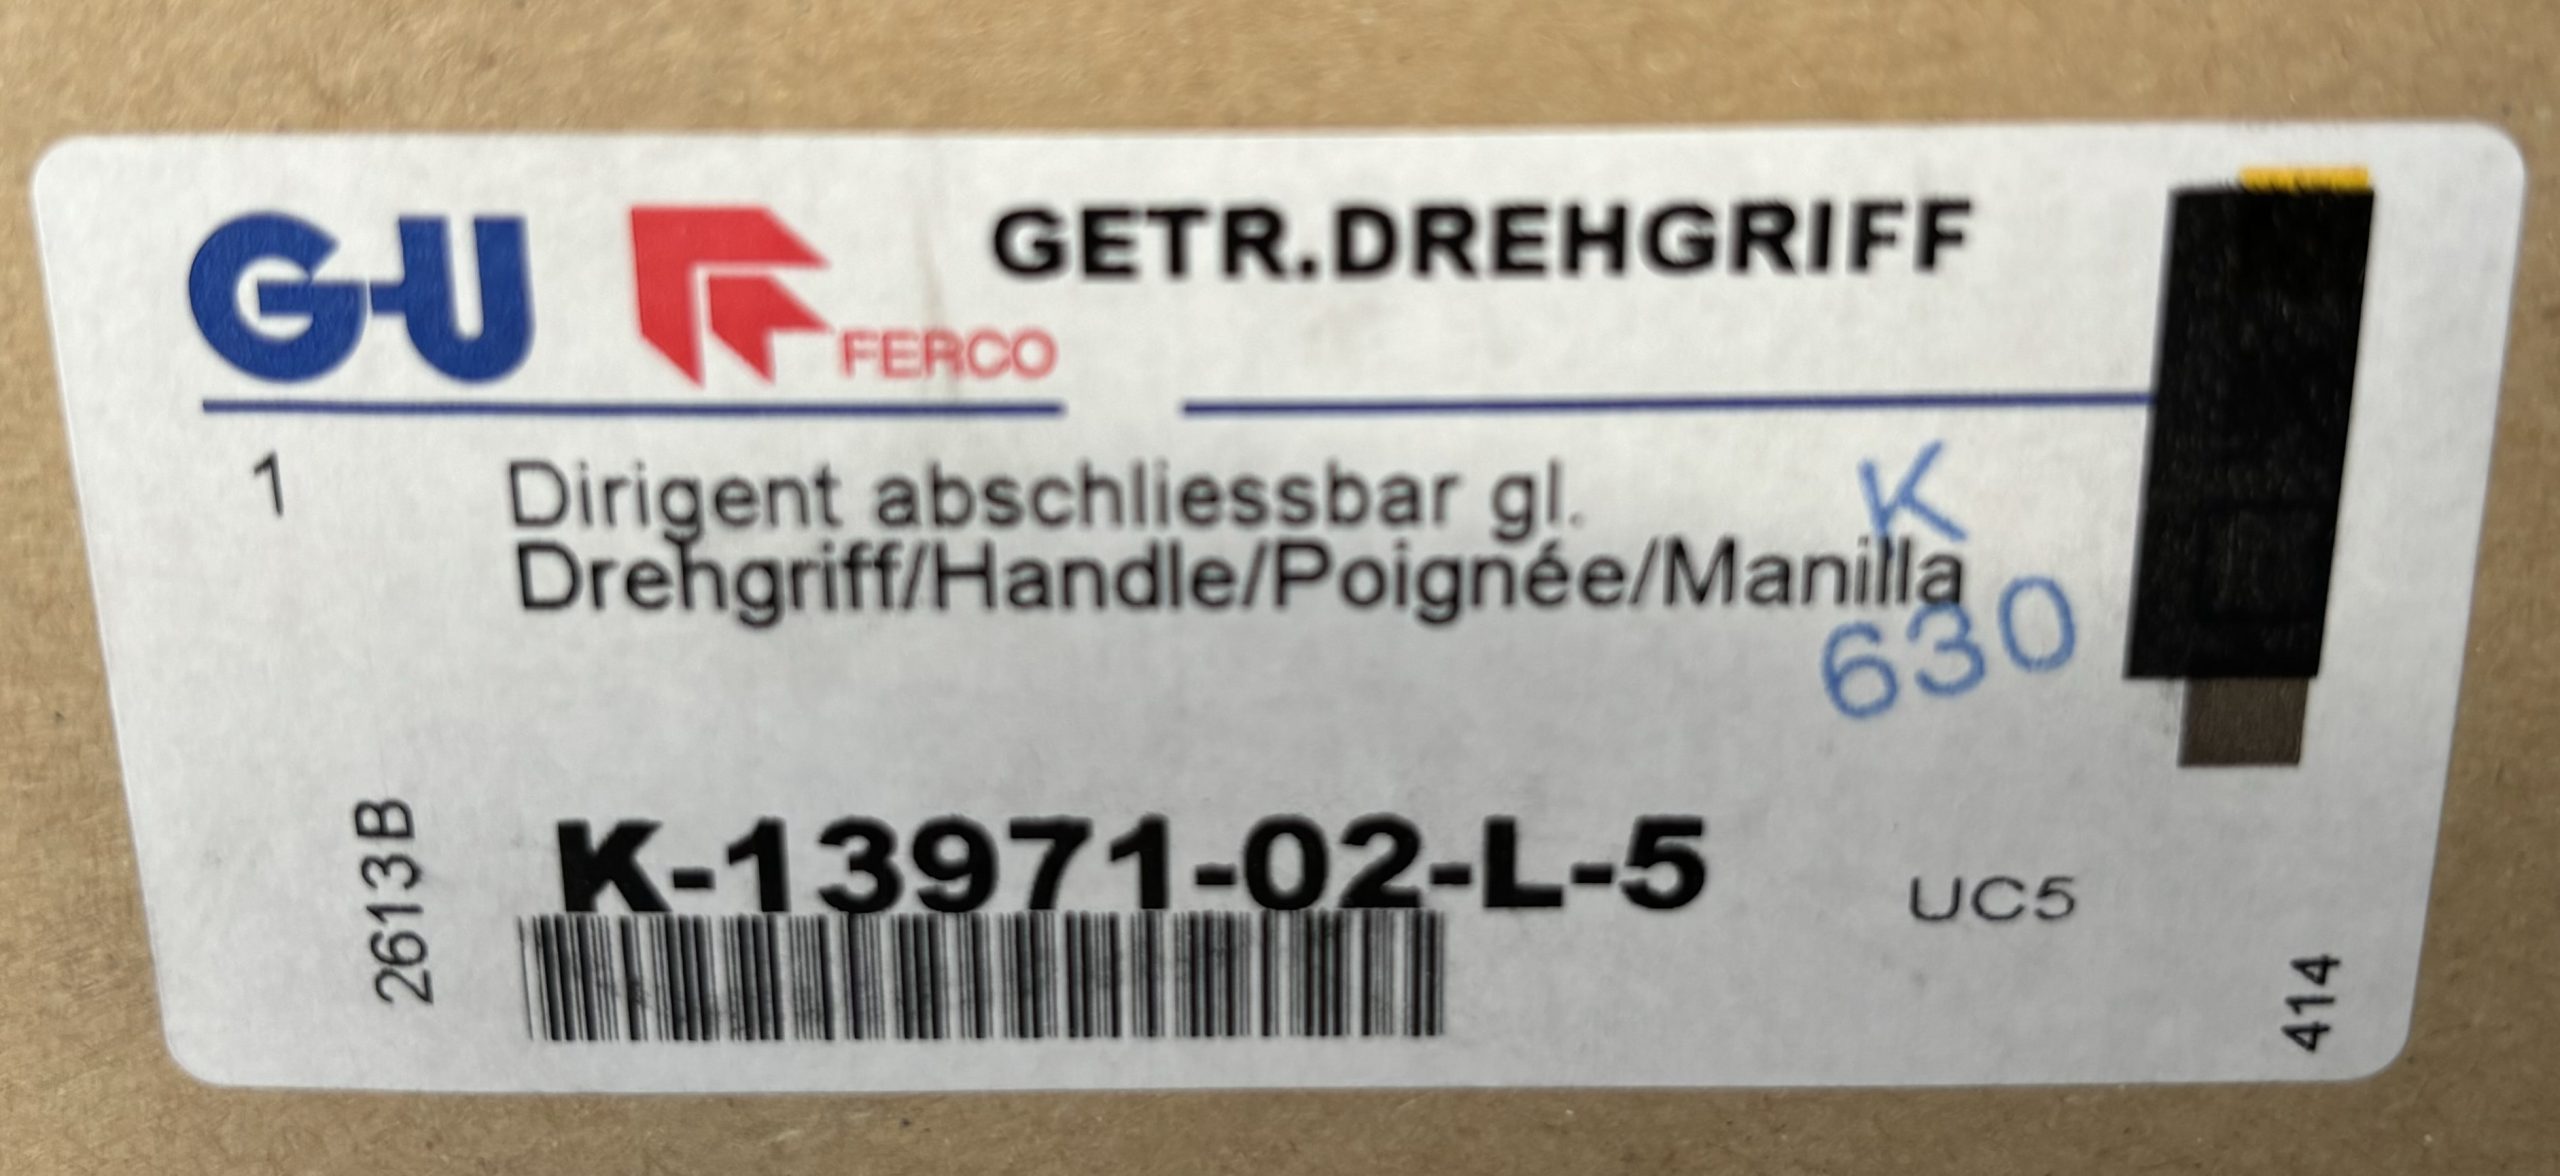 G-U FERCO GETR.DREHGRIFF
1 Dirigent abschliessbar gl.
Drehgriff/Handle/Poignée/Manilla
K
630
2613B
K-13971-02-L-5
UC5
414